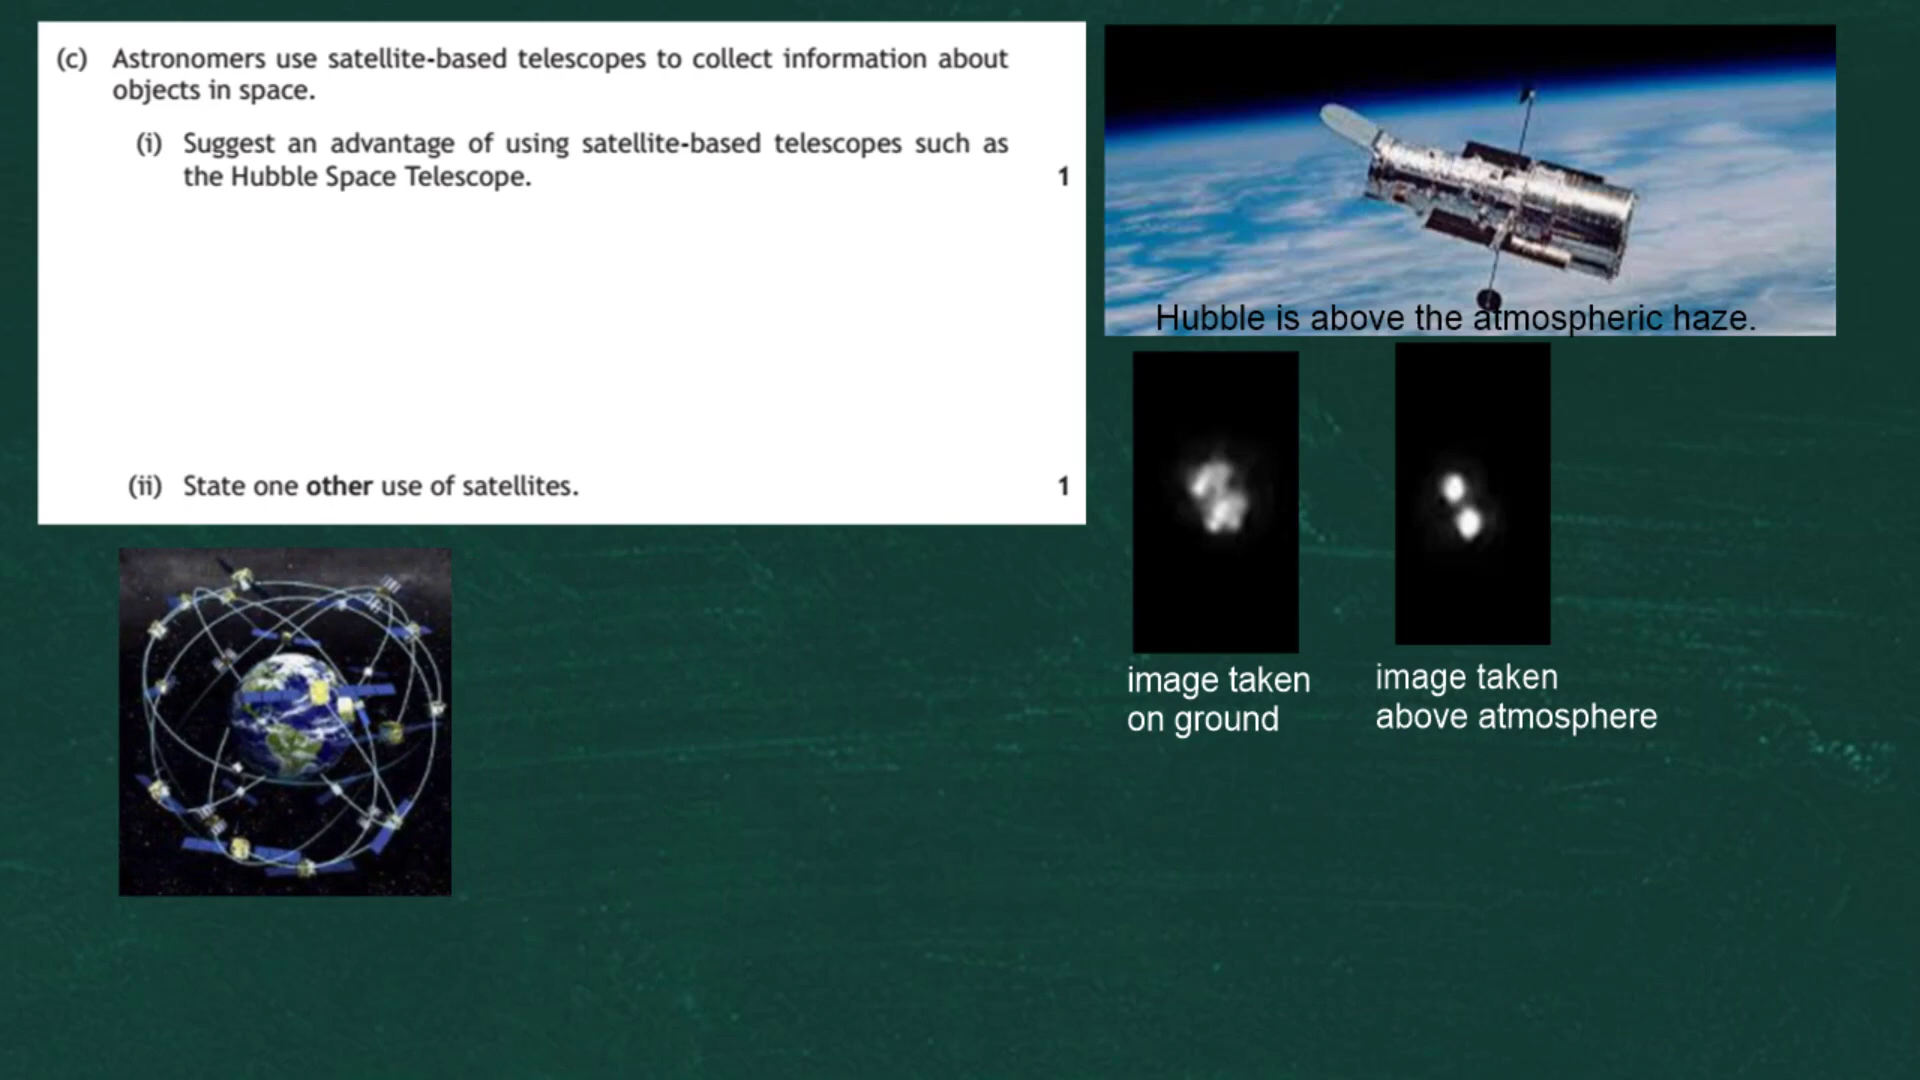 (c) Astronomers use satellite-based telescopes to collect information about
objects in space.
(i) Suggest an advantage of using satellite-based telescopes such as
the Hubble Space Telescope. 1
(ii) State one other use of satellites. 1
Hubble is above the atmospheric haze.
image taken
on ground
image taken
above atmosphere